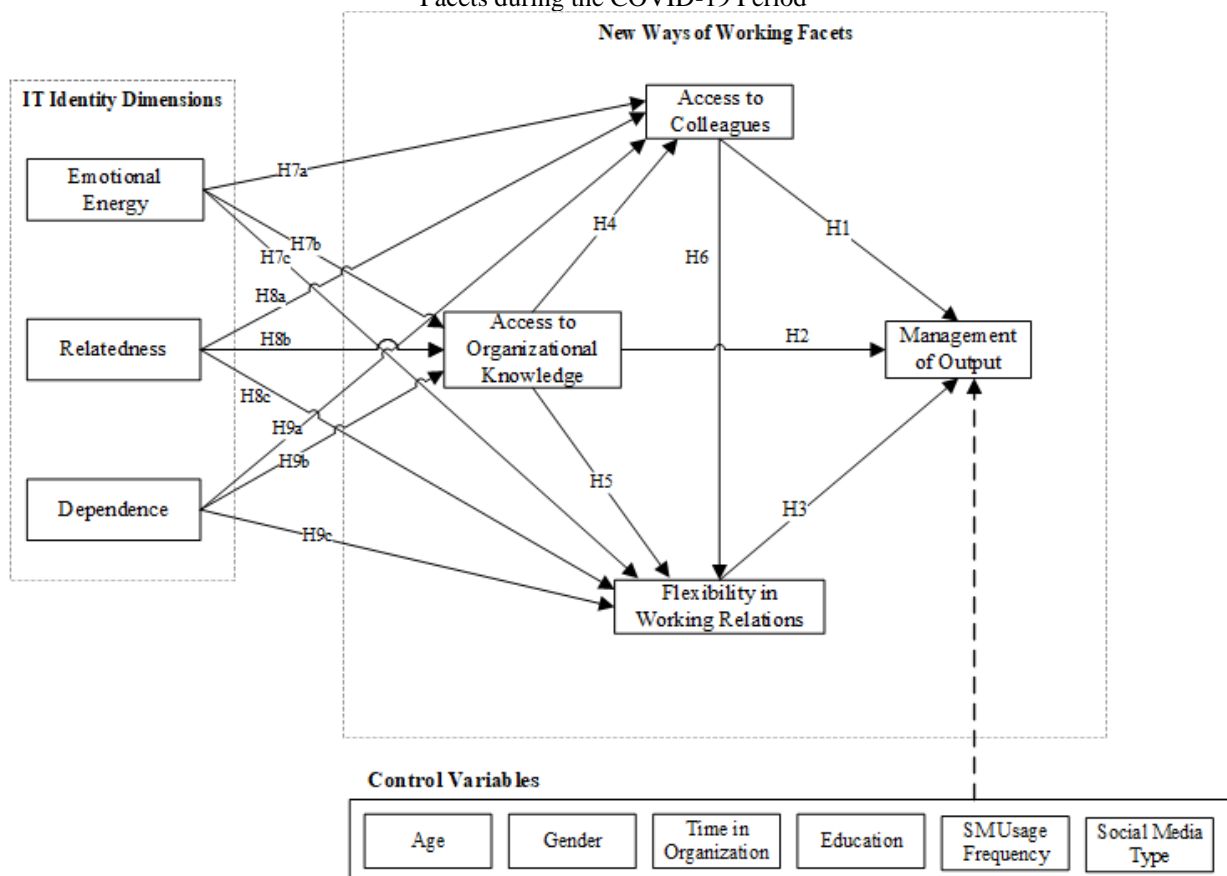 Facets during the COVID-19 Period
New Ways of Working Facets
IT Identity Dimensions
Access to
Colleagues
Emotional
Energy
H7a
H4
H1
H7b
H7c
H6
H8a
Relatedness
H8b
Access to
Organizational
Knowledge
H2
Management
of Output
H8c
H9a
H9b
H5
H3
Dependence
H9c
Flexibility in
Working Relations
Control Variables
Age
Gender
Time in
Organization
Education
SMUsage
Frequency
Social Media
Type